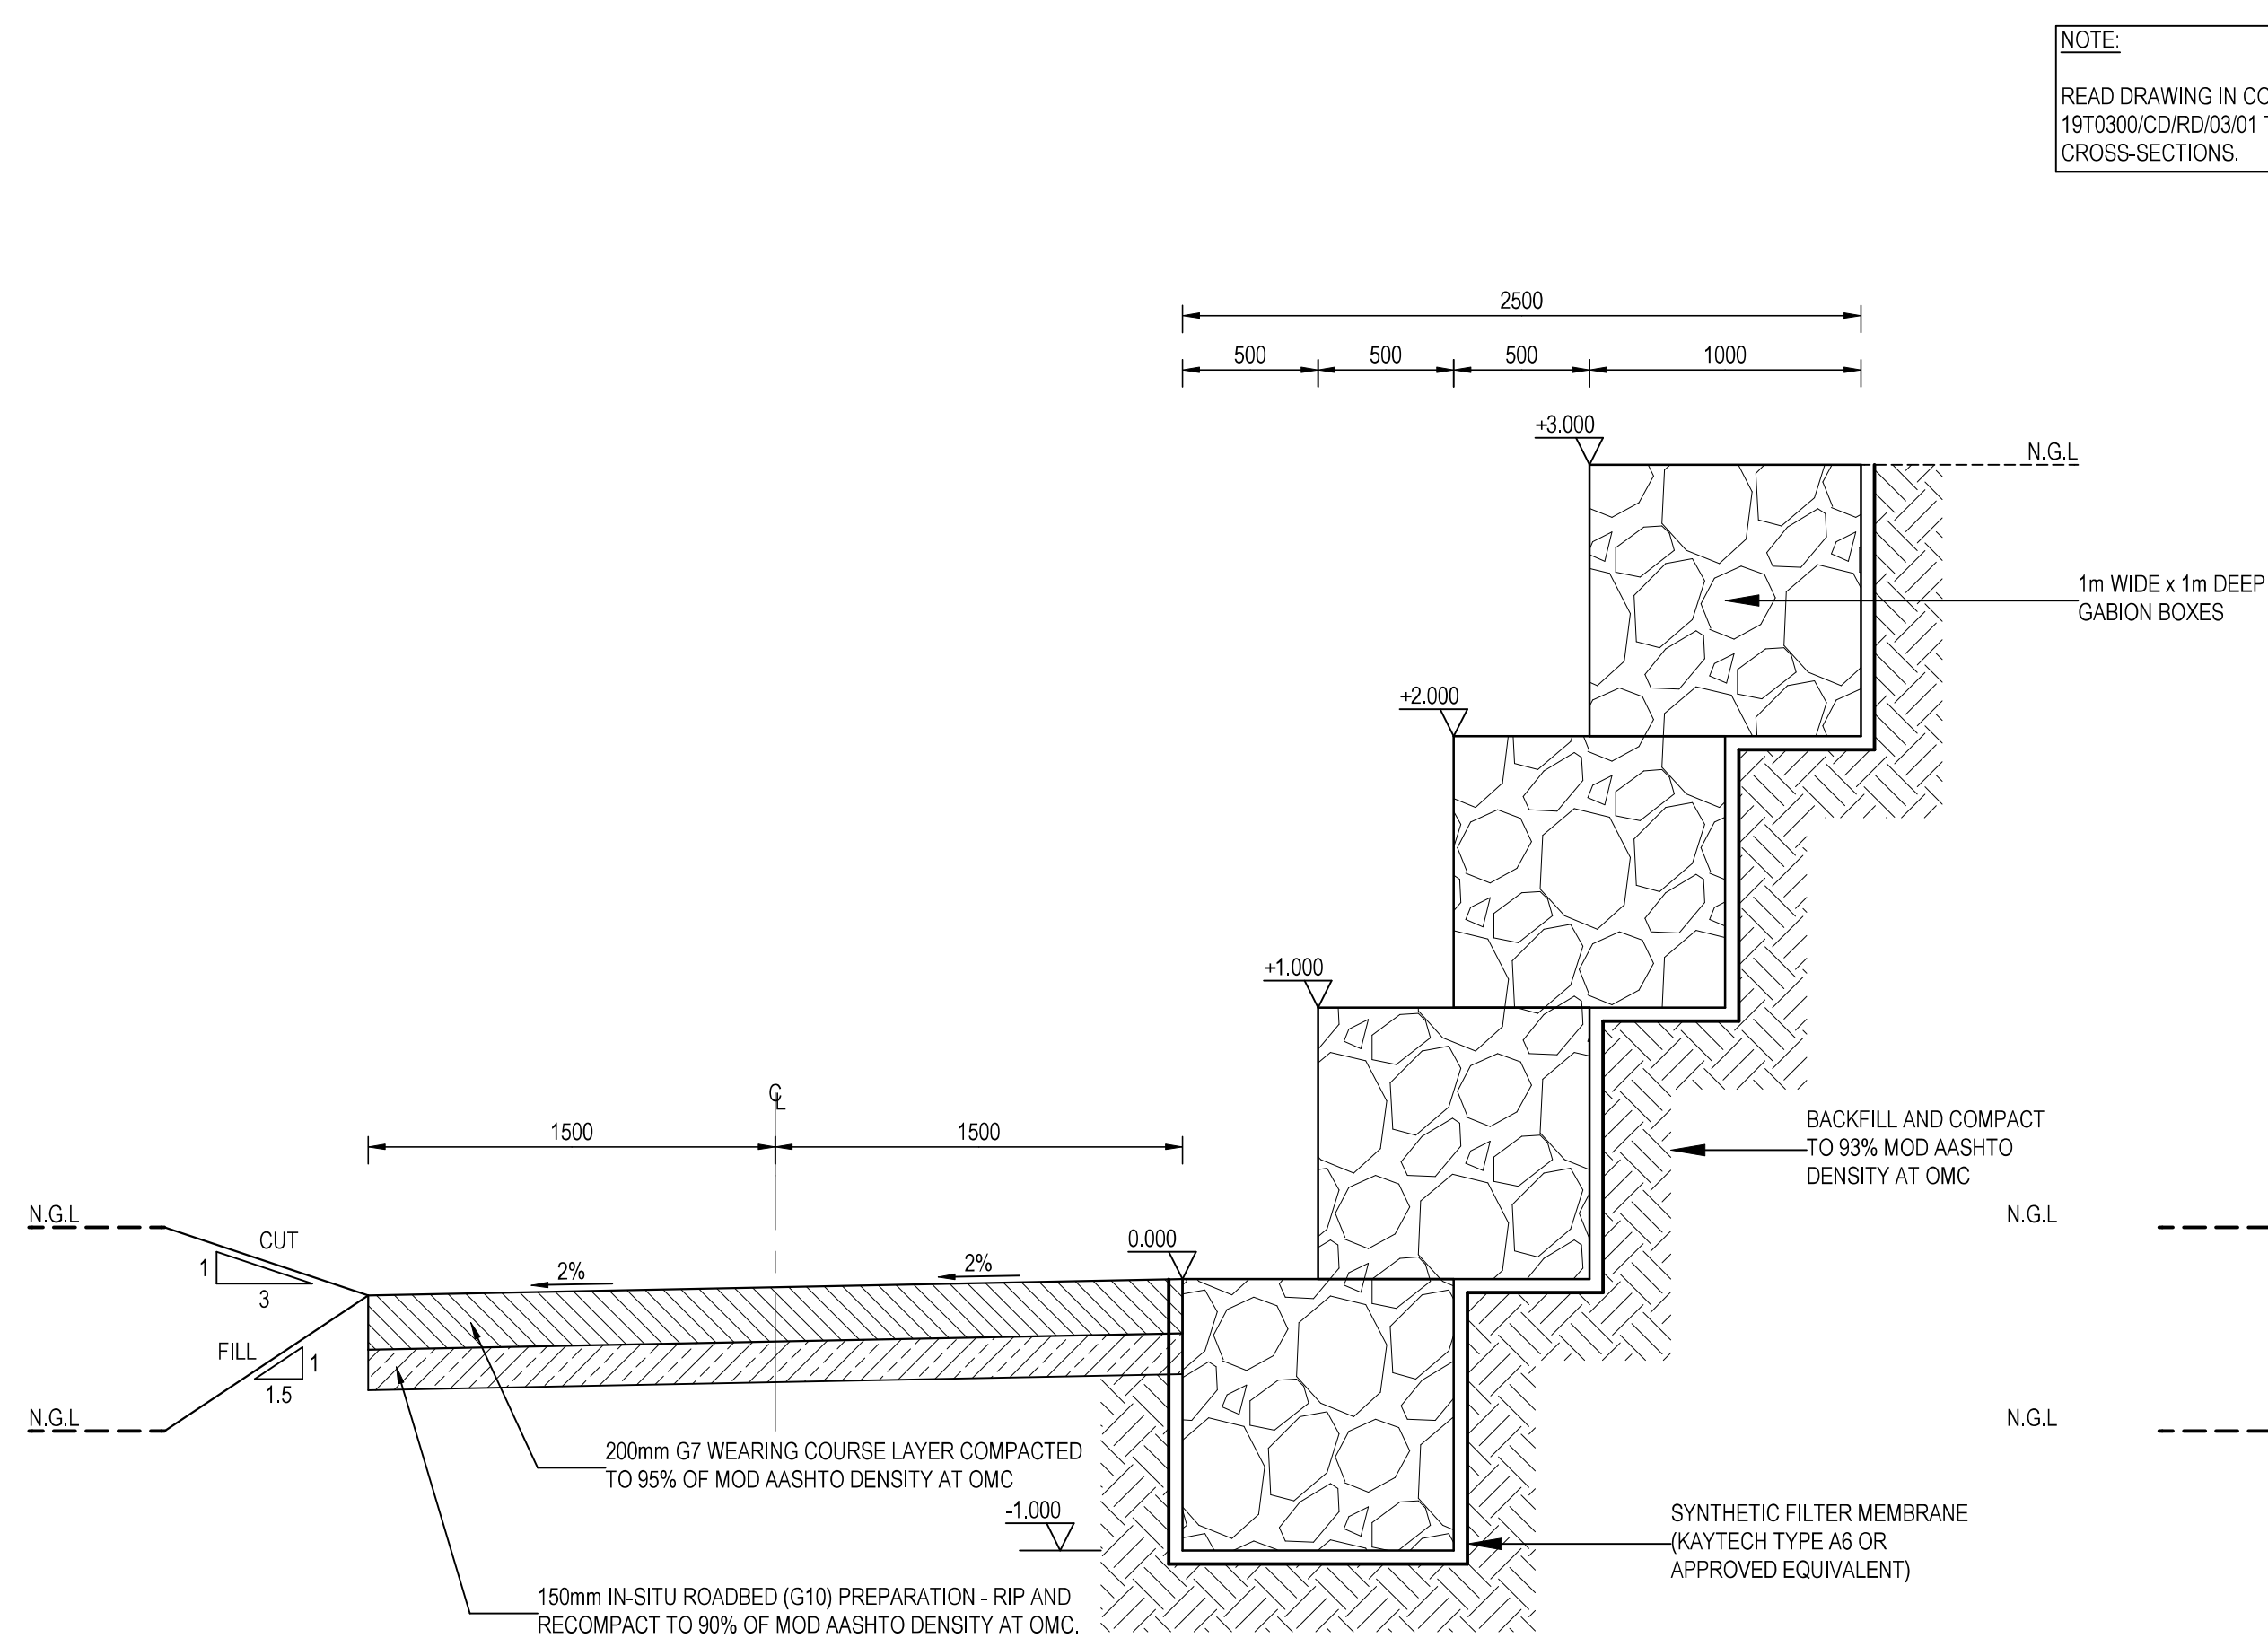 NOTE:
READ DRAWING IN
19T0300/CD/RD/03/01
CROSS-SECTIONS.
2500
500 500 500 1000
+3.000
N.G.L
1m WIDE x 1m DEEP
GABION BOXES
+2.000
+1.000
℄
1500 1500
BACKFILL AND COMPACT
TO 93% MOD AASHTO
DENSITY AT OMC
N.G.L
CUT
1
3
2%
2%
0.000
N.G.L
FILL
1
1.5
N.G.L
N.G.L
200mm G7 WEARING COURSE LAYER COMPACTED
TO 95% OF MOD AASHTO DENSITY AT OMC
-1.000
SYNTHETIC FILTER MEMBRANE
(KAYTECH TYPE A6 OR
APPROVED EQUIVALENT)
150mm IN-SITU ROADBED (G10) PREPARATION - RIP AND
RECOMPACT TO 90% OF MOD AASHTO DENSITY AT OMC.